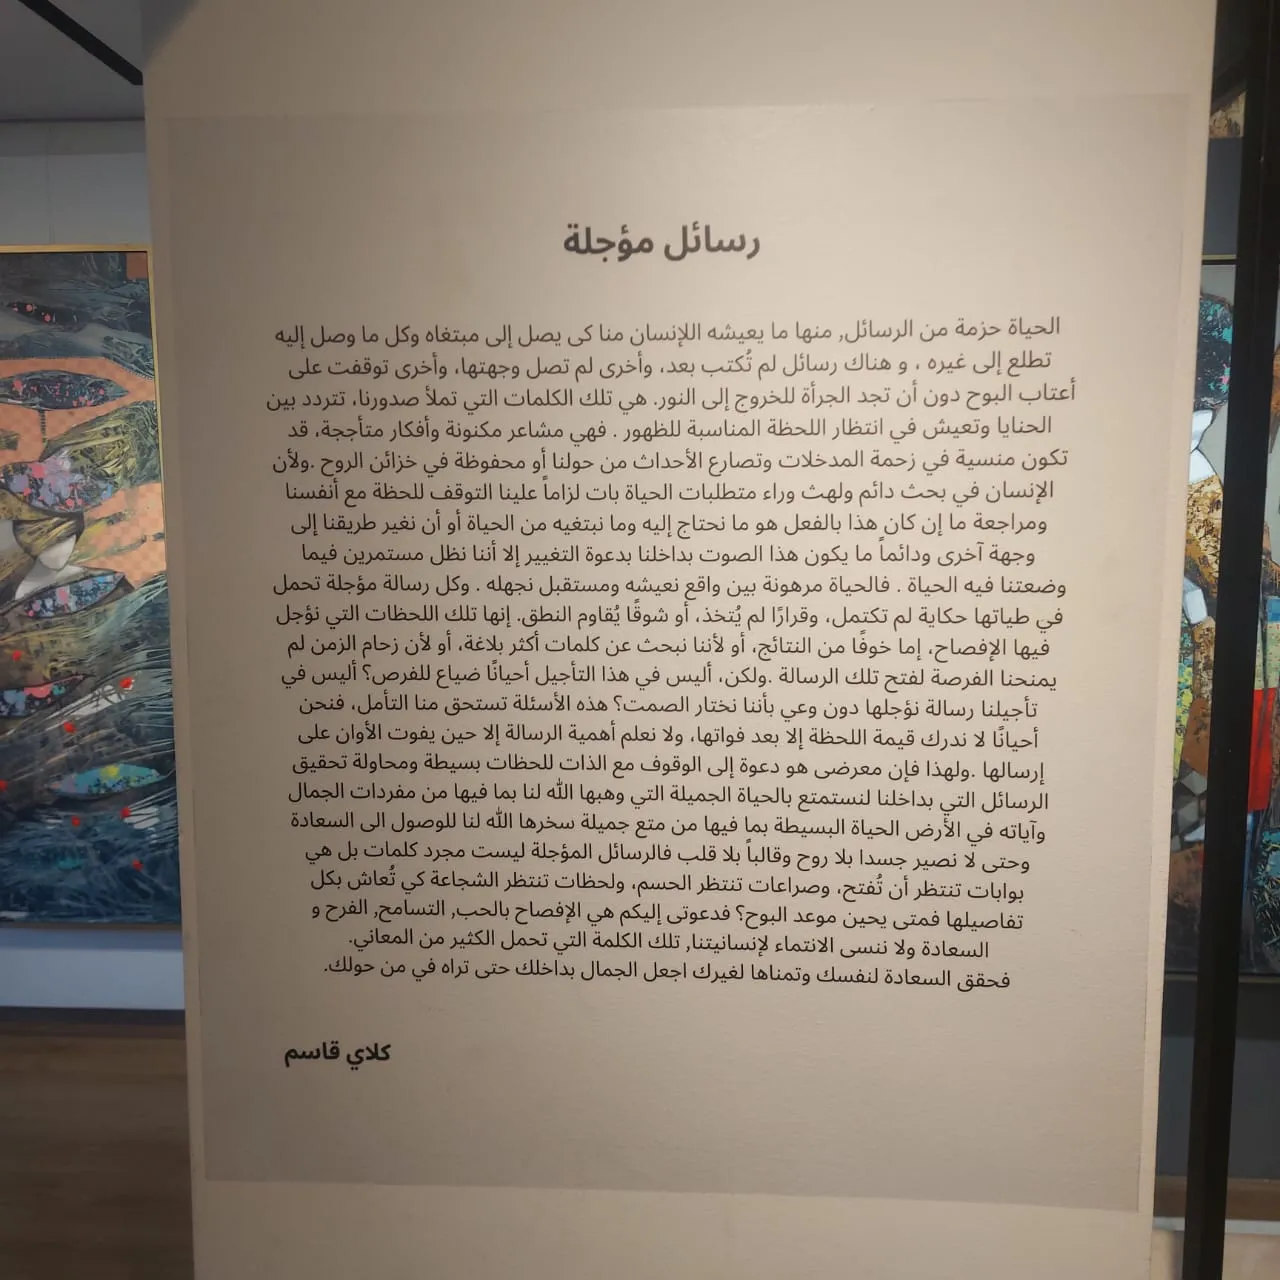 رسائل مؤجلة
الحياة حزمة من الرسائل, منها ما يعيشه اللإنسان منا كى يصل إلى مبتغاه وكل ما وصل إليه
تطلع إلى غيره ، و هناك رسائل لم تُكتب بعد، وأخرى لم تصل وجهتها، وأخرى توقفت على
أعتاب البوح دون أن تجد الجرأة للخروج إلى النور. هي تلك الكلمات التي تملأ صدورنا، تتردد بين
الحنايا وتعيش في انتظار اللحظة المناسبة للظهور . فهي مشاعر مكنونة وأفكار متأججة، قد
تكون منسية في زحمة المدخلات وتصارع الأحداث من حولنا أو محفوظة في خزائن الروح .ولأن
الإنسان في بحث دائم ولهث وراء متطلبات الحياة بات لزاماً علينا التوقف للحظة مع أنفسنا
ومراجعة ما إن كان هذا بالفعل هو ما نحتاج إليه وما نبتغيه من الحياة أو أن نغير طريقنا إلى
وجهة آخرى ودائماً ما يكون هذا الصوت بداخلنا بدعوة التغيير إلا أننا نظل مستمرين فيما
وضعتنا فيه الحياة . فالحياة مرهونة بين واقع نعيشه ومستقبل نجهله . وكل رسالة مؤجلة تحمل
في طياتها حكاية لم تكتمل، وقرارًا لم يُتخذ، أو شوقًا يُقاوم النطق. إنها تلك اللحظات التي نؤجل
فيها الإفصاح، إما خوفًا من النتائج، أو لأننا نبحث عن كلمات أكثر بلاغة، أو لأن زحام الزمن لم
يمنحنا الفرصة لفتح تلك الرسالة .ولكن، أليس في هذا التأجيل أحيانًا ضياع للفرص؟ أليس في
تأجيلنا رسالة نؤجلها دون وعي بأننا نختار الصمت؟ هذه الأسئلة تستحق منا التأمل، فنحن
أحيانًا لا ندرك قيمة اللحظة إلا بعد فواتها، ولا نعلم أهمية الرسالة إلا حين يفوت الأوان على
إرسالها .ولهذا فإن معرضى هو دعوة إلى الوقوف مع الذات للحظات بسيطة ومحاولة تحقيق
الرسائل التي بداخلنا لنستمتع بالحياة الجميلة التي وهبها الله لنا بما فيها من مفردات الجمال
وآياته في الأرض الحياة البسيطة بما فيها من متع جميلة سخرها الله لنا للوصول الى السعادة
وحتى لا نصير جسدا بلا روح وقالباً بلا قلب فالرسائل المؤجلة ليست مجرد كلمات بل هي
بوابات تنتظر أن تُفتح، وصراعات تنتظر الحسم، ولحظات تنتظر الشجاعة كي تُعاش بكل
تفاصيلها فمتى يحين موعد البوح؟ فدعوتى إليكم هي الإفصاح بالحب, التسامح, الفرح و
السعادة ولا ننسى الانتماء لإنسانيتنا, تلك الكلمة التي تحمل الكثير من المعاني.
فحقق السعادة لنفسك وتمناها لغيرك اجعل الجمال بداخلك حتى تراه في من حولك.
كلاي قاسم